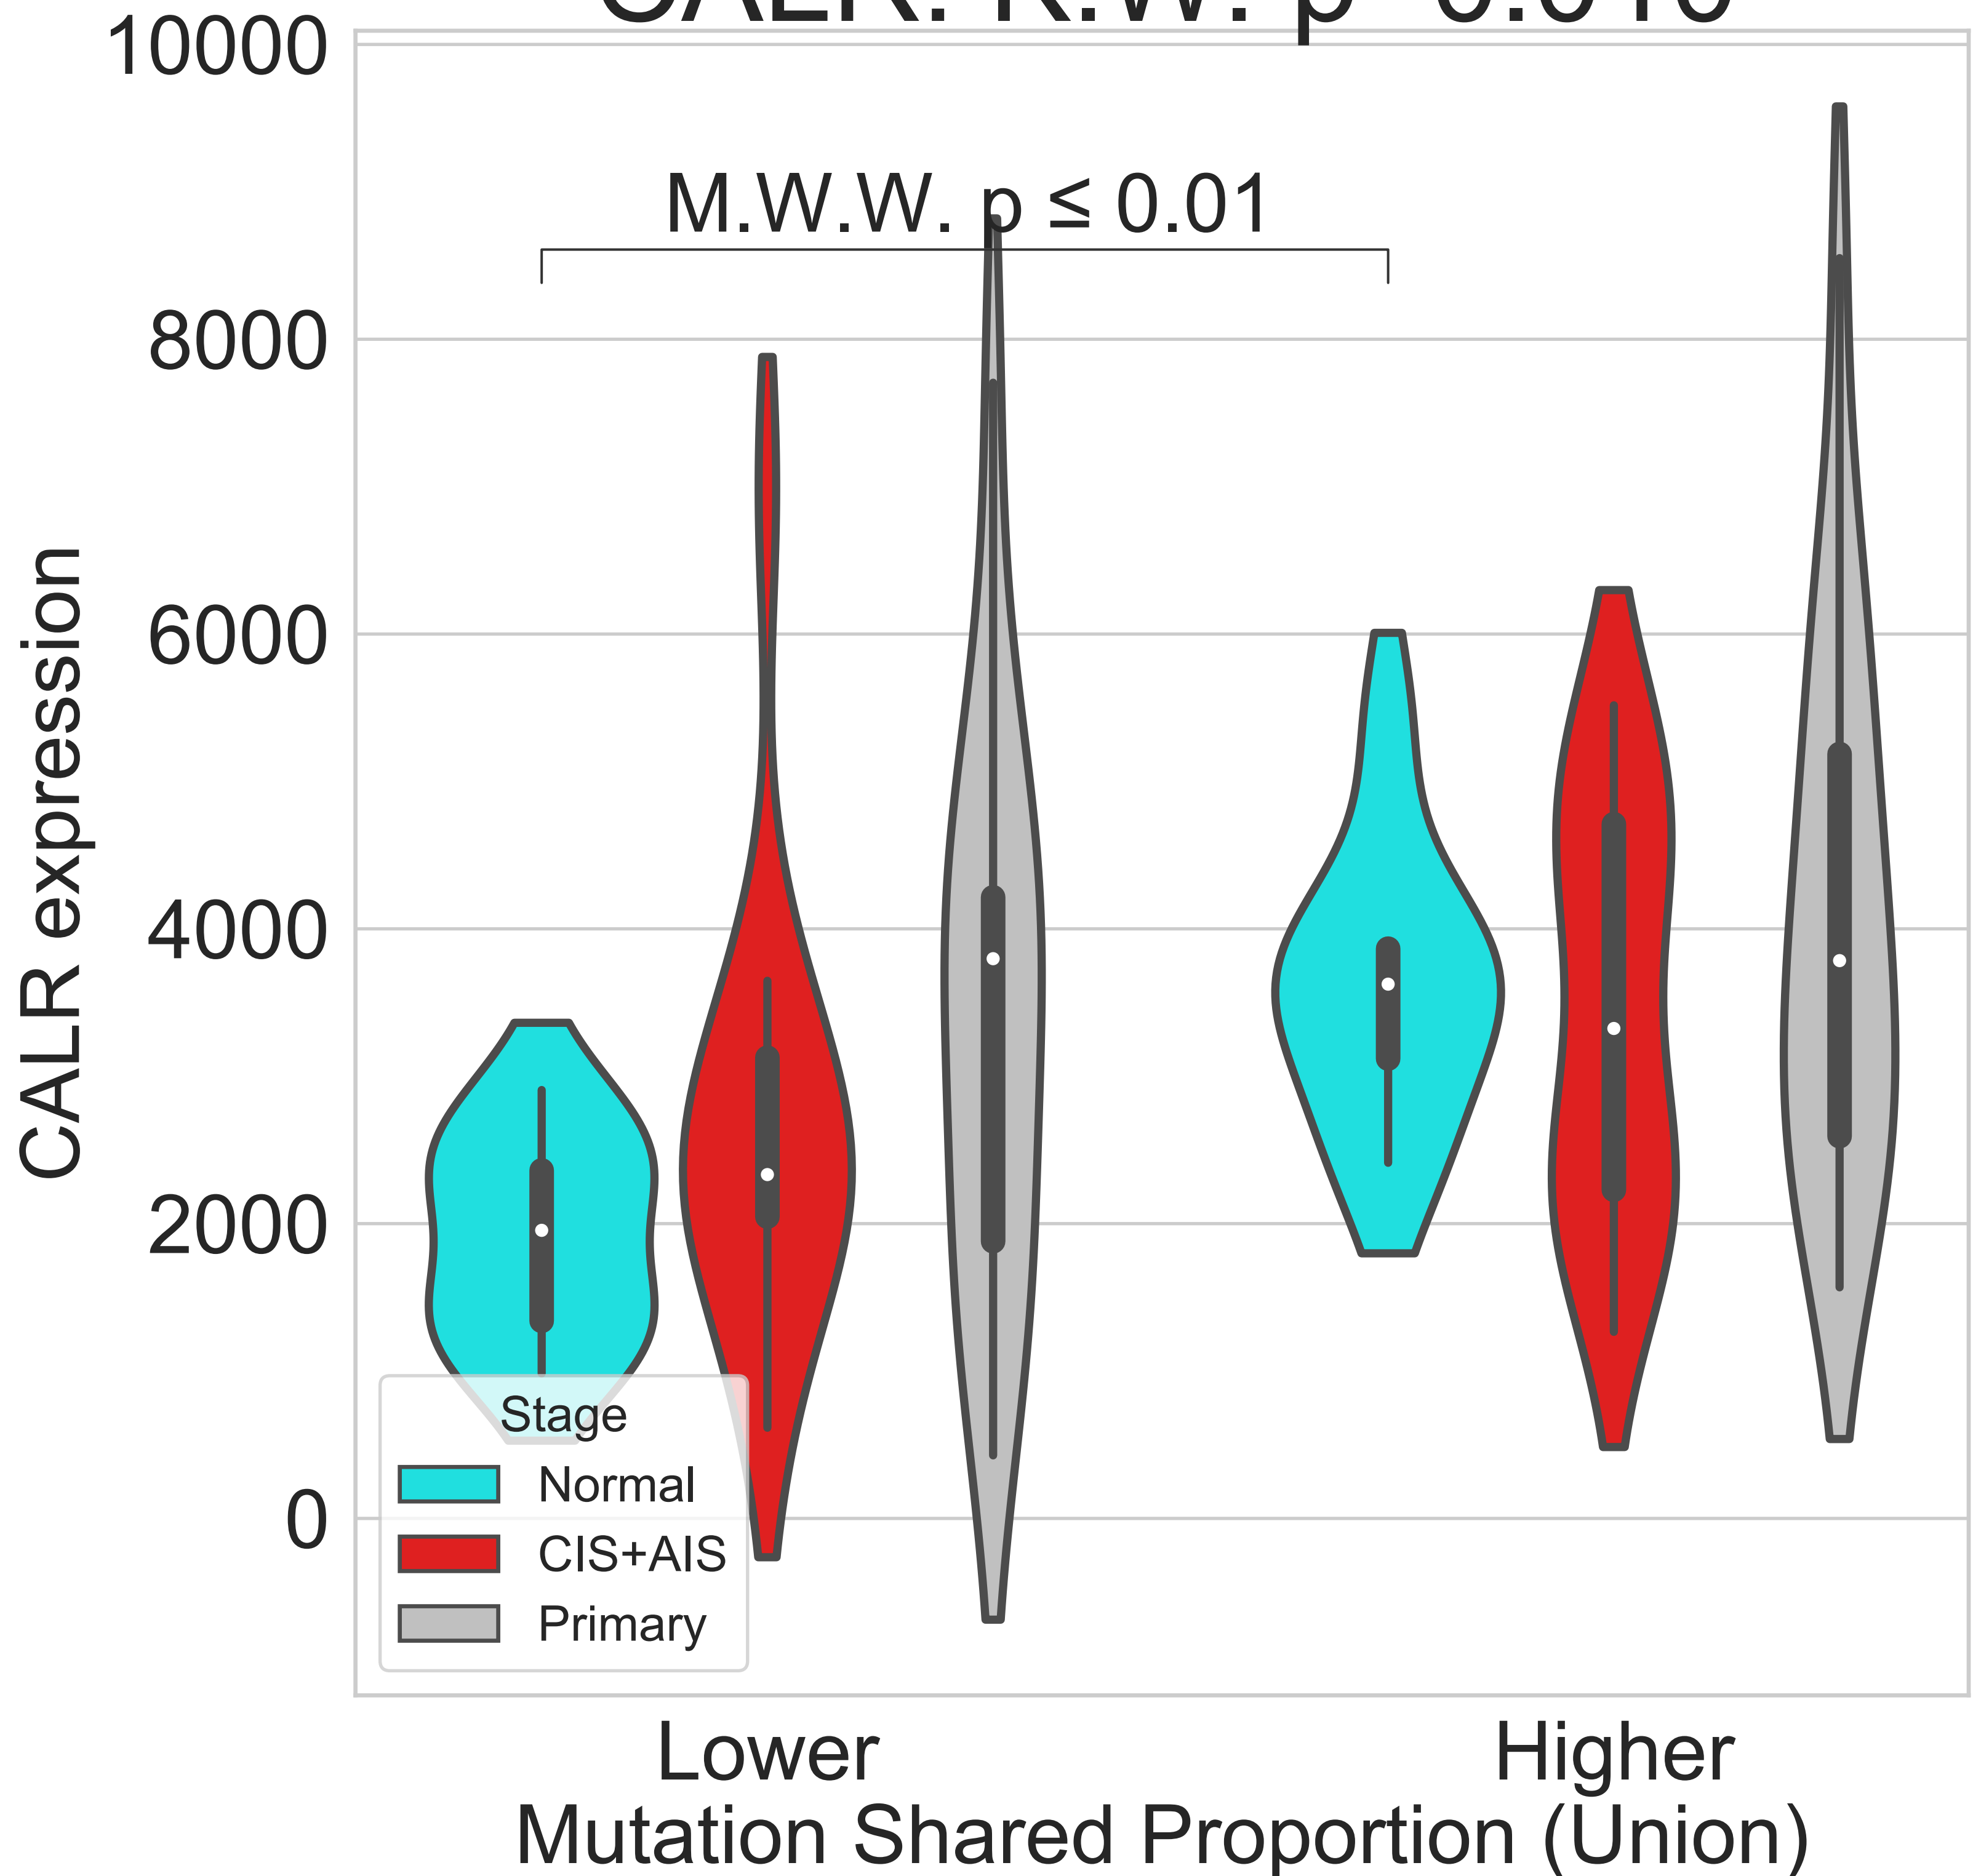 10000
M.W.W. p ≤ 0.01
8000
6000
4000
2000
0
CALR expression
Stage
Normal
CIS+AIS
Primary
Lower
Higher
Mutation Shared Proportion (Union)